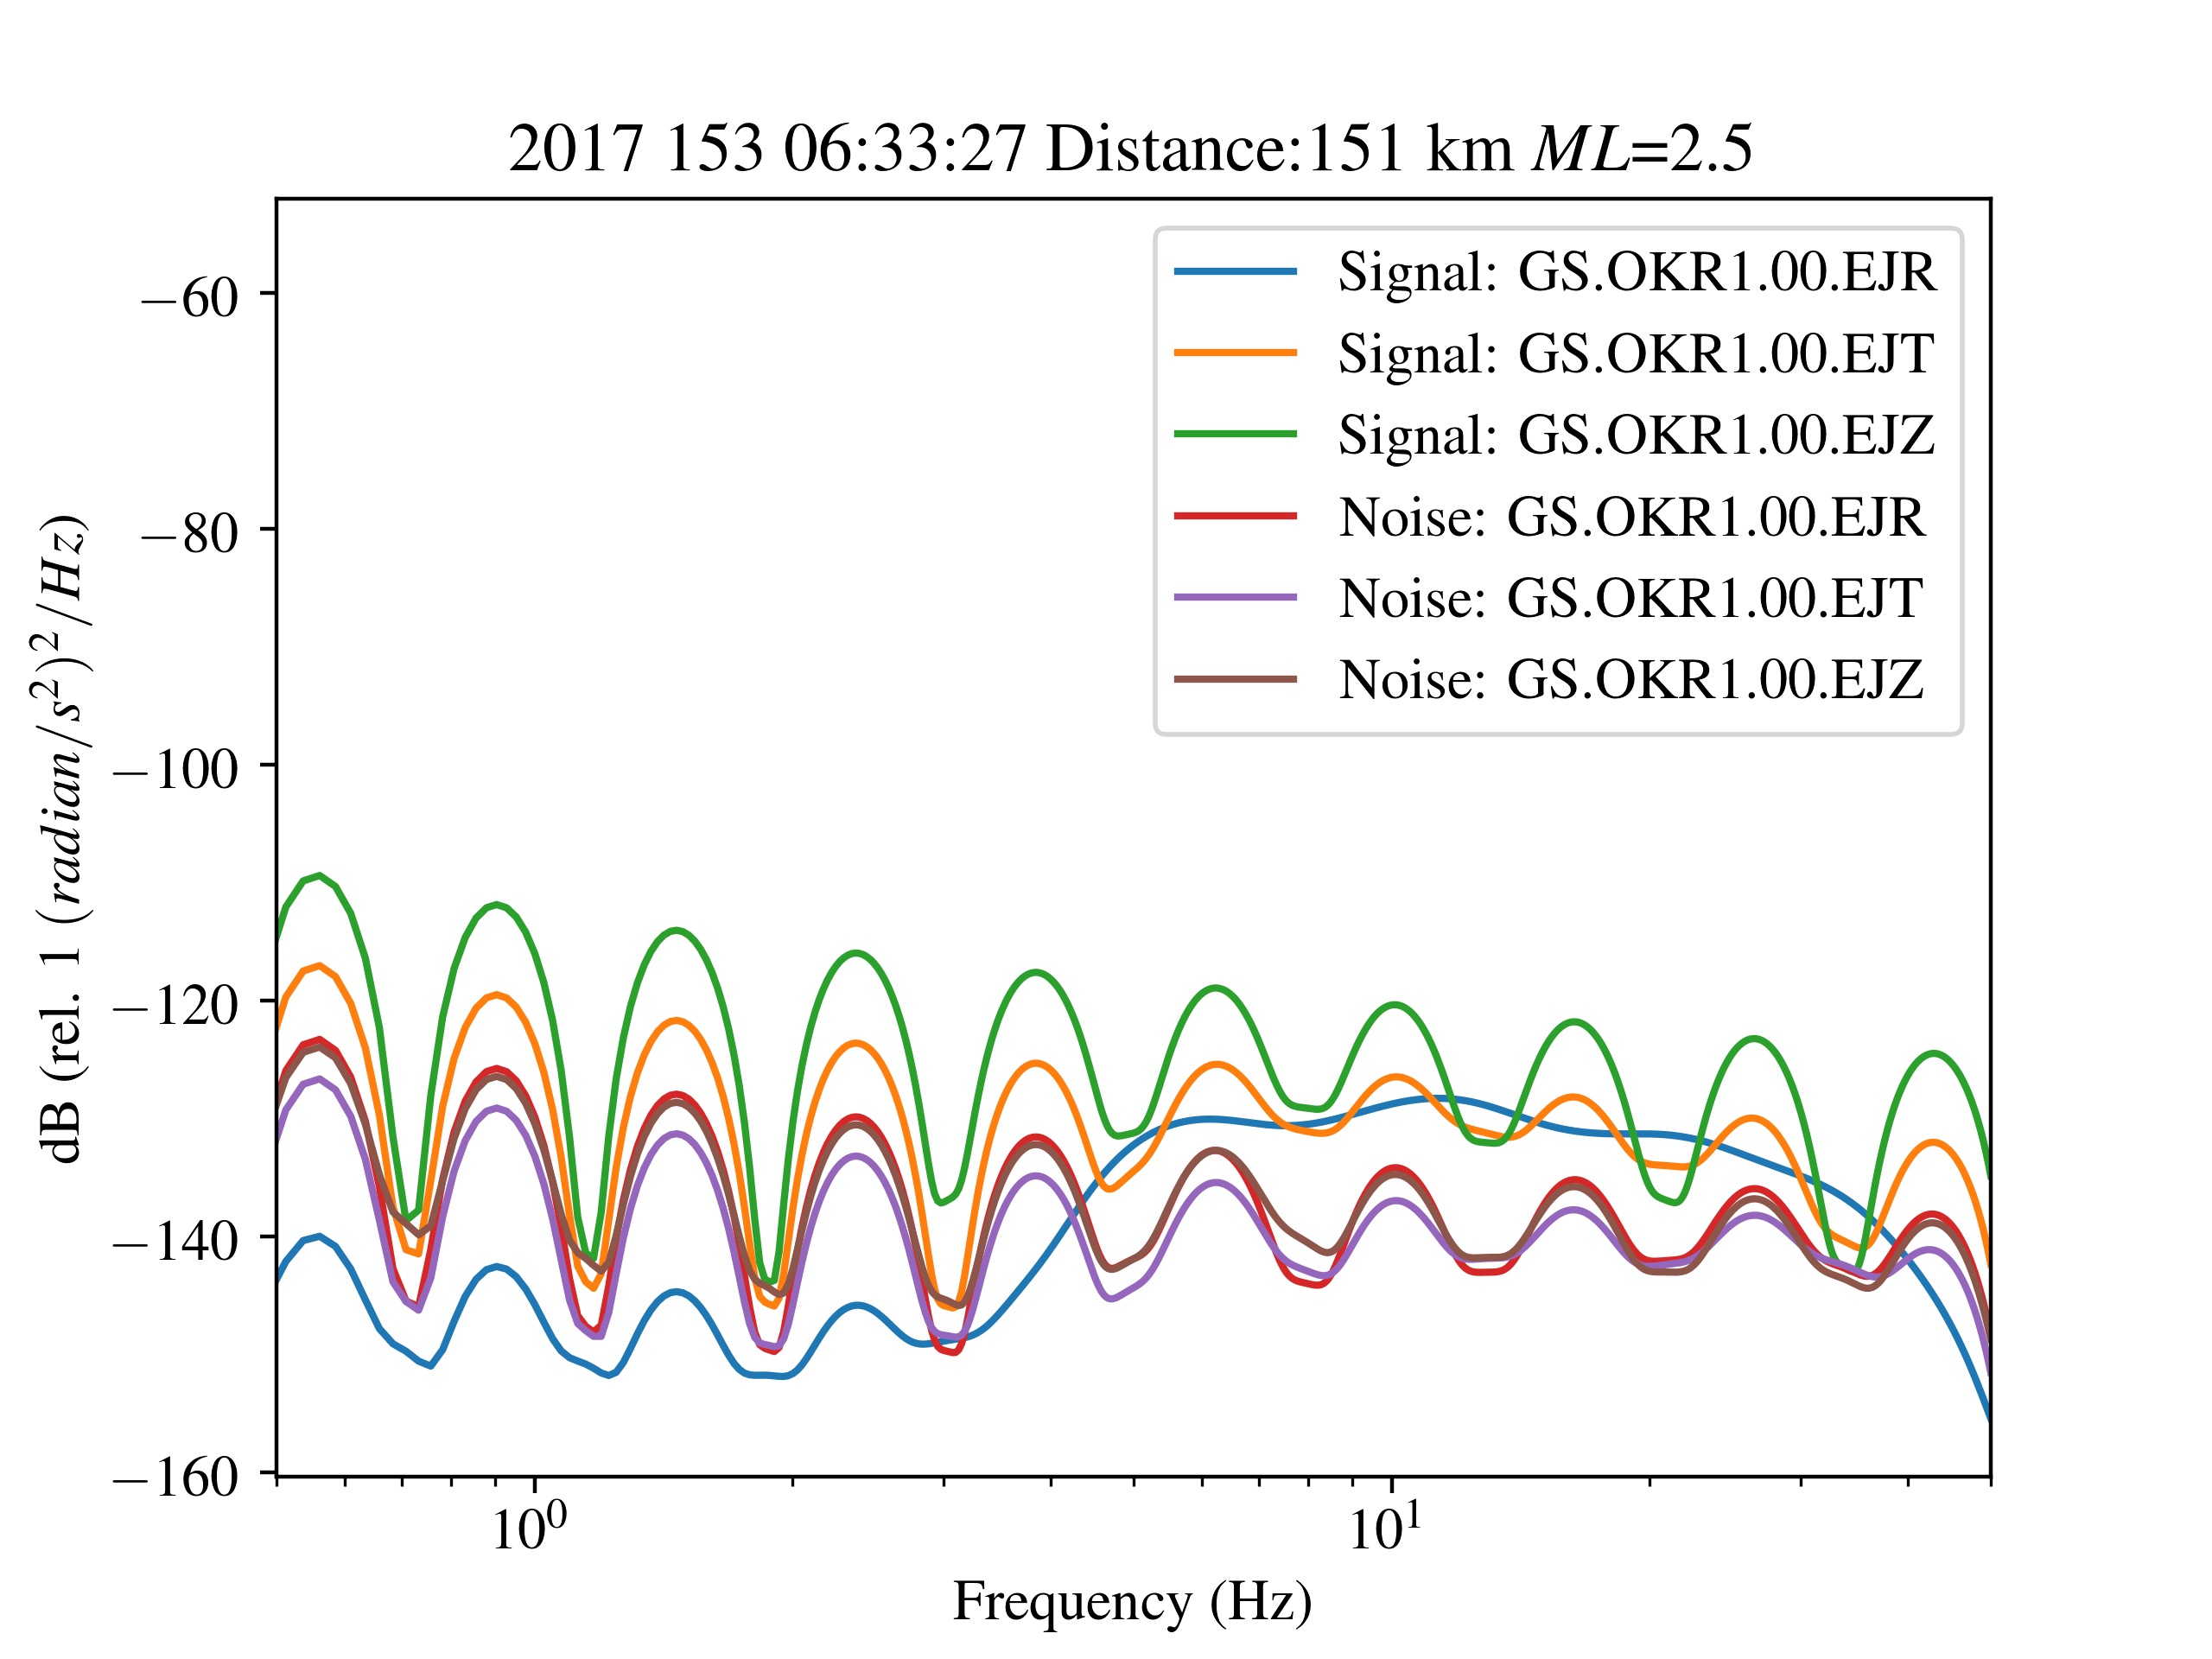 2017 153 06:33:27 Distance:151 km ML=2.5
Signal: GS.OKR1.00.EJR
Signal: GS.OKR1.00.EJT
Signal: GS.OKR1.00.EJZ
Noise: GS.OKR1.00.EJR
Noise: GS.OKR1.00.EJT
Noise: GS.OKR1.00.EJZ
dB (rel. 1 (radian/s²)²/Hz)
−60
−80
−100
−120
−140
−160
10⁰ 10¹
Frequency (Hz)